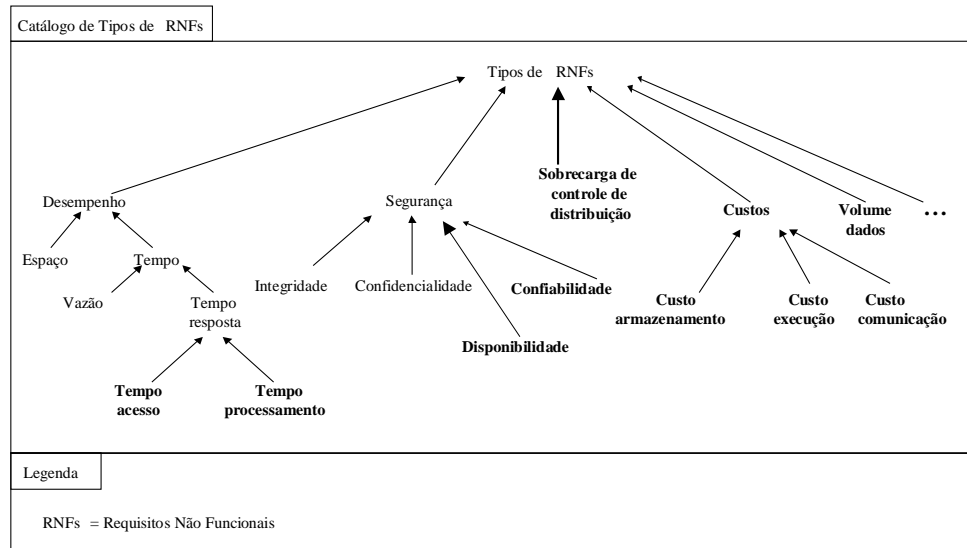 Catálogo de Tipos de RNFs
Tipos de RNFs
Desempenho
Segurança
Sobrecarga de
controle de
distribuição
Custos
Volume
dados
...
Espaço
Tempo
Integridade
Confidencialidade
Confiabilidade
Custo
armazenamento
Custo
execução
Custo
comunicação
Vazão
Tempo
resposta
Disponibilidade
Tempo
acesso
Tempo
processamento
Legenda
RNFs = Requisitos Não Funcionais